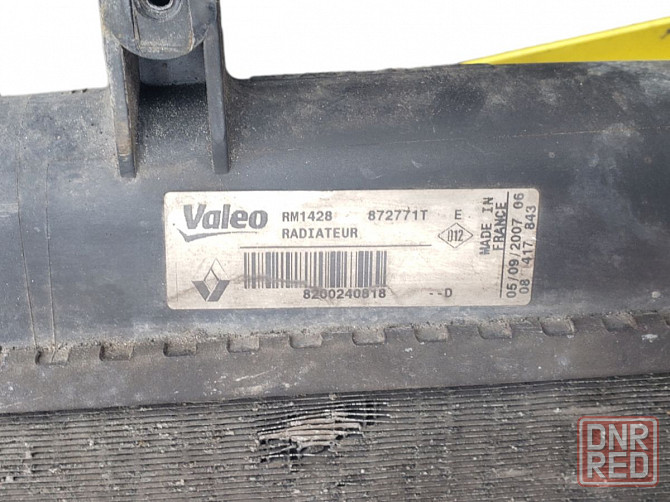 Valeo RM1428 872771T E
RADIATEUR
D12
8200240818 --D
MADE IN
FRANCE
05/09/2007 06
08 417 843
DNR
RED